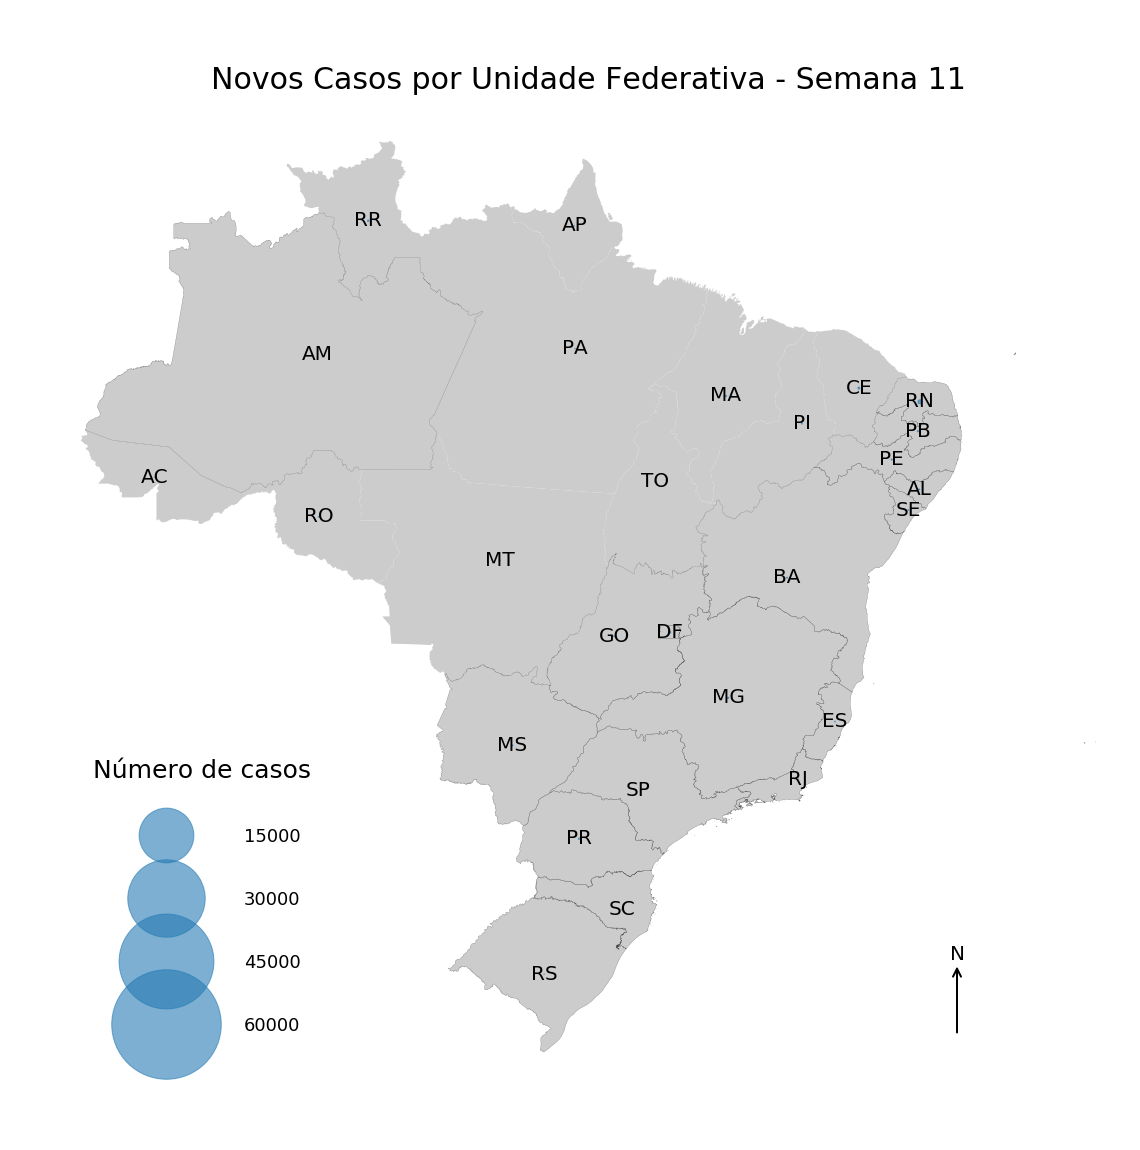 Novos Casos por Unidade Federativa - Semana 11
RR
AP
AM
PA
MA
CE
RN
PI
PB
PE
AC
TO
AL
SE
RO
MT
BA
GO
DF
MG
ES
MS
Número de casos
RJ
SP
15000
PR
30000
SC
45000
RS
N
60000